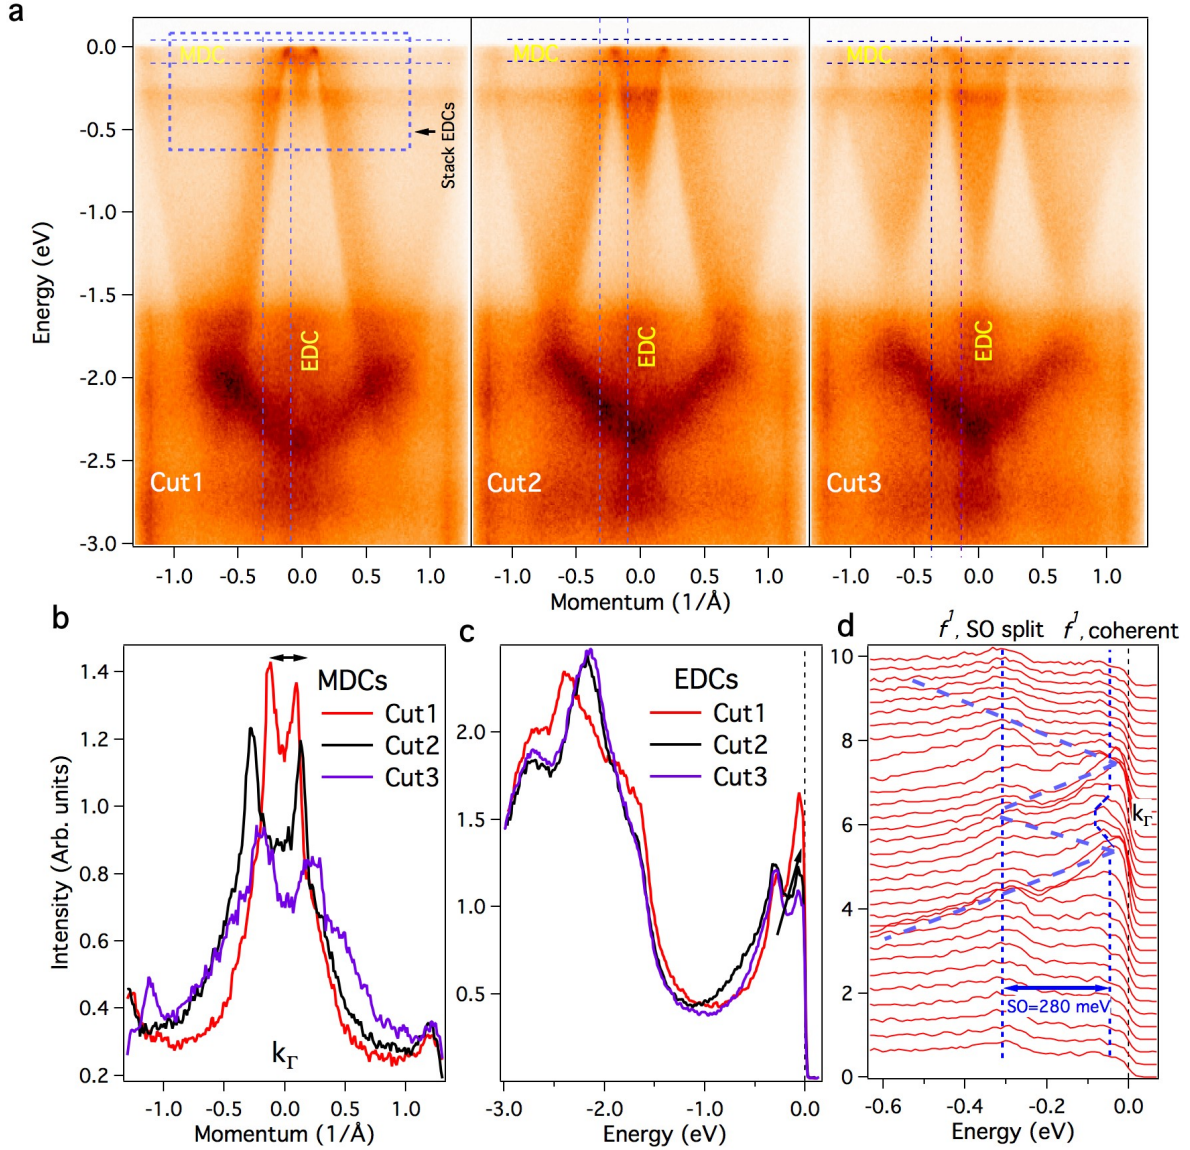 a
0.0
-0.5
-1.0
-1.5
-2.0
-2.5
-3.0
Energy (eV)
MDC
Stack EDCs
EDC
Cut1
MDC
EDC
Cut2
MDC
EDC
Cut3
-1.0 -0.5 0.0 0.5 1.0
-1.0 -0.5 0.0 0.5 1.0
-1.0 -0.5 0.0 0.5 1.0
Momentum (1/Å)
b
1.4
1.2
1.0
0.8
0.6
0.4
0.2
Intensity (Arb. units)
MDCs
Cut1
Cut2
Cut3
kΓ
-1.0 -0.5 0.0 0.5 1.0
Momentum (1/Å)
c
2.0
1.5
1.0
0.5
EDCs
Cut1
Cut2
Cut3
-3.0 -2.0 -1.0 0.0
Energy (eV)
d
f¹, SO split
f¹, coherent
10
8
6
4
2
0
kΓ
SO=280 meV
-0.6 -0.4 -0.2 0.0
Energy (eV)